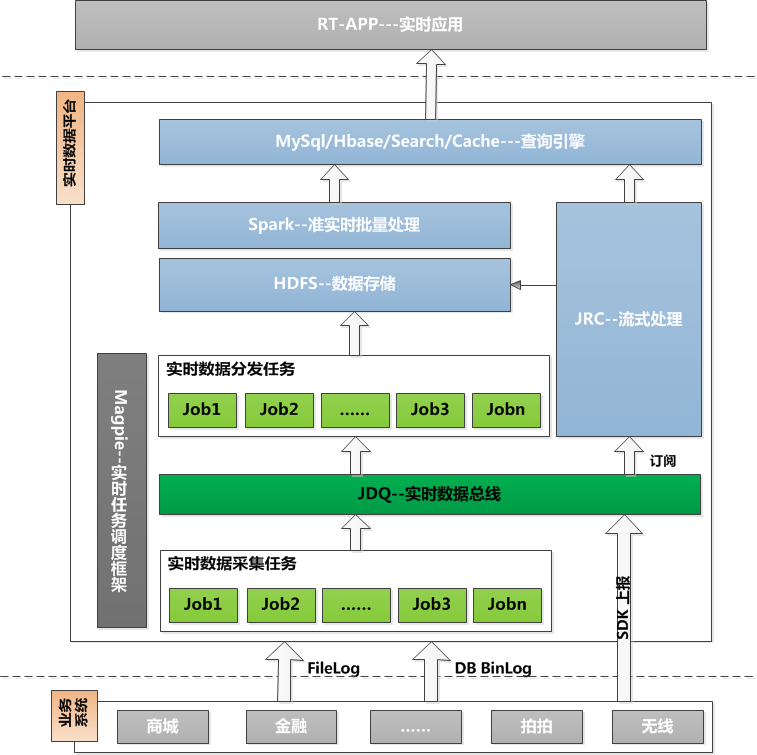 RT-APP---实时应用
实时数据平台
MySql/Hbase/Search/Cache---查询引擎
Spark--准实时批量处理
HDFS--数据存储
JRC--流式处理
实时数据分发任务
Job1
Job2
......
Job3
Jobn
Magpie---实时任务调度框架
订阅
JDQ--实时数据总线
实时数据采集任务
Job1
Job2
......
Job3
Jobn
SDK 上报
FileLog
DB BinLog
业务
系统
商城
金融
......
拍拍
无线